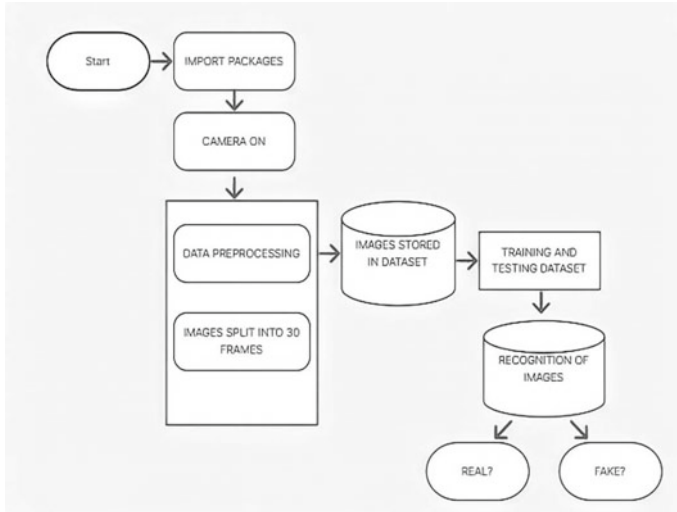 Start
IMPORT PACKAGES
CAMERA ON
DATA PREPROCESSING
IMAGES SPLIT INTO 30
FRAMES
IMAGES STORED
IN DATASET
TRAINING AND
TESTING DATASET
RECOGNITION OF
IMAGES
REAL?
FAKE?